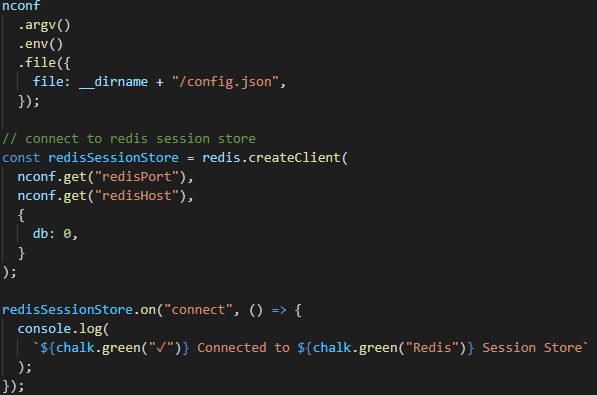 nconf
  .argv()
  .env()
  .file({
    file: __dirname + "/config.json",
  });
// connect to redis session store
const redisSessionStore = redis.createClient(
  nconf.get("redisPort"),
  nconf.get("redisHost"),
  {
    db: 0,
  }
);
redisSessionStore.on("connect", () => {
  console.log(
    `${chalk.green("✓")} Connected to ${chalk.green("Redis")} Session Store`
  );
});